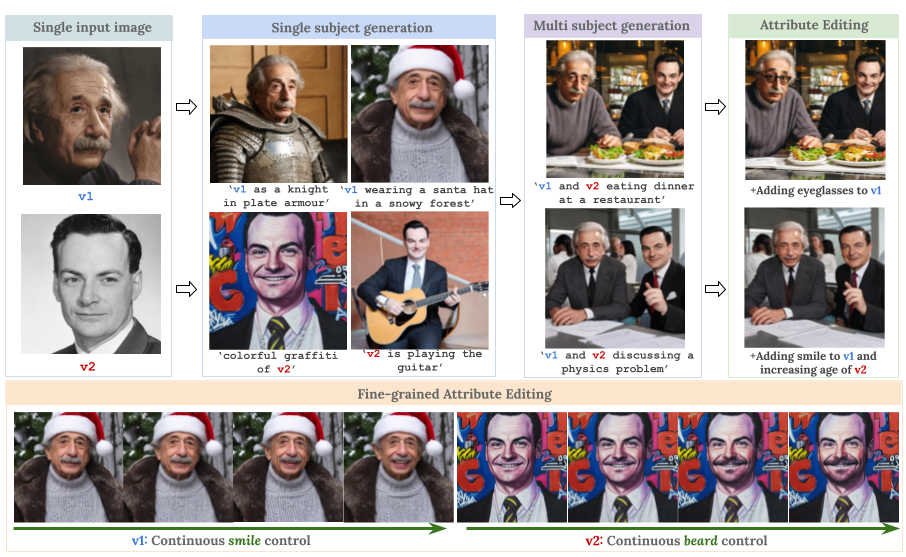 Single input image
Single subject generation
Multi subject generation
Attribute Editing
v1
'v1 as a knight
in plate armour'
'v1 wearing a santa hat
in a snowy forest'
'v1 and v2 eating dinner
at a restaurant'
+Adding eyeglasses to v1
v2
'colorful graffiti
of v2'
'v2 is playing the
guitar'
'v1 and v2 discussing a
physics problem'
+Adding smile to v1 and
increasing age of v2
Fine-grained Attribute Editing
v1: Continuous smile control
v2: Continuous beard control